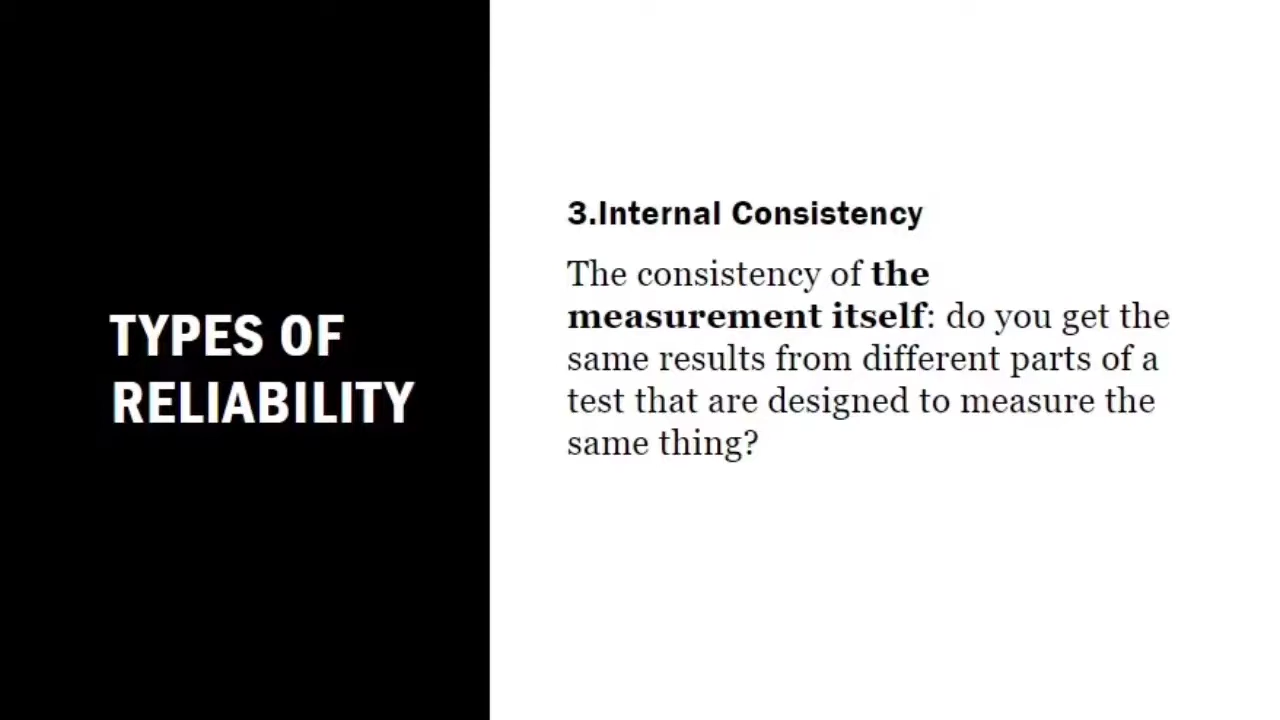 TYPES OF
RELIABILITY
3.Internal Consistency
The consistency of the
measurement itself: do you get the
same results from different parts of a
test that are designed to measure the
same thing?